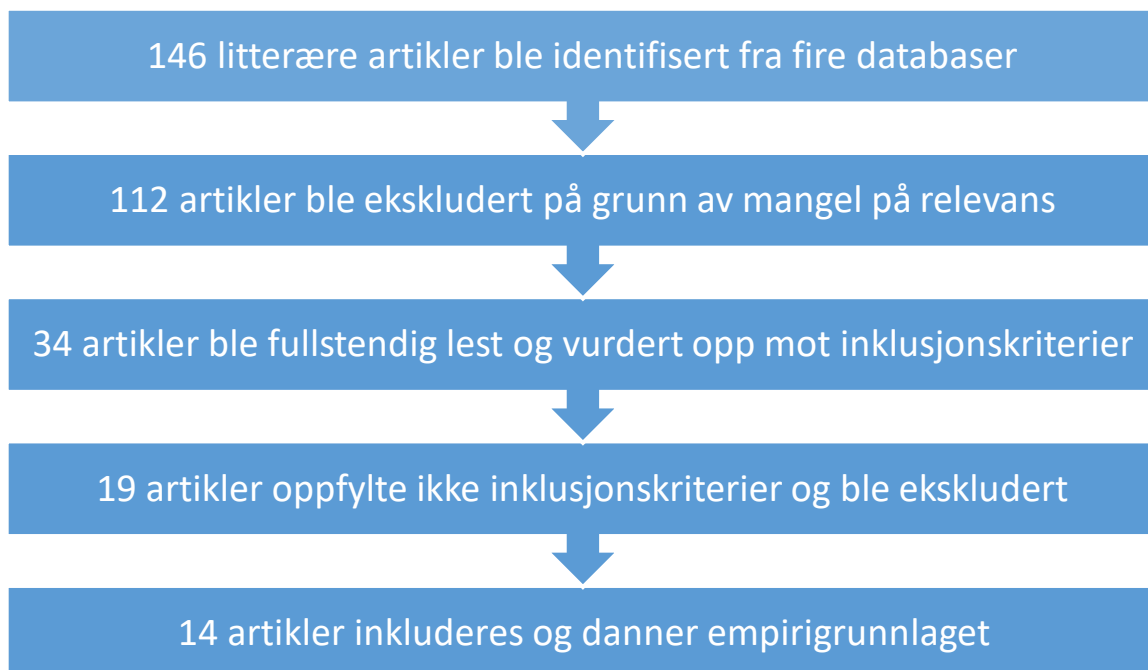 146 litterære artikler ble identifisert fra fire databaser
112 artikler ble ekskludert på grunn av mangel på relevans
34 artikler ble fullstendig lest og vurdert opp mot inklusjonskriterier
19 artikler oppfylte ikke inklusjonskriterier og ble ekskludert
14 artikler inkluderes og danner empirigrunnlaget